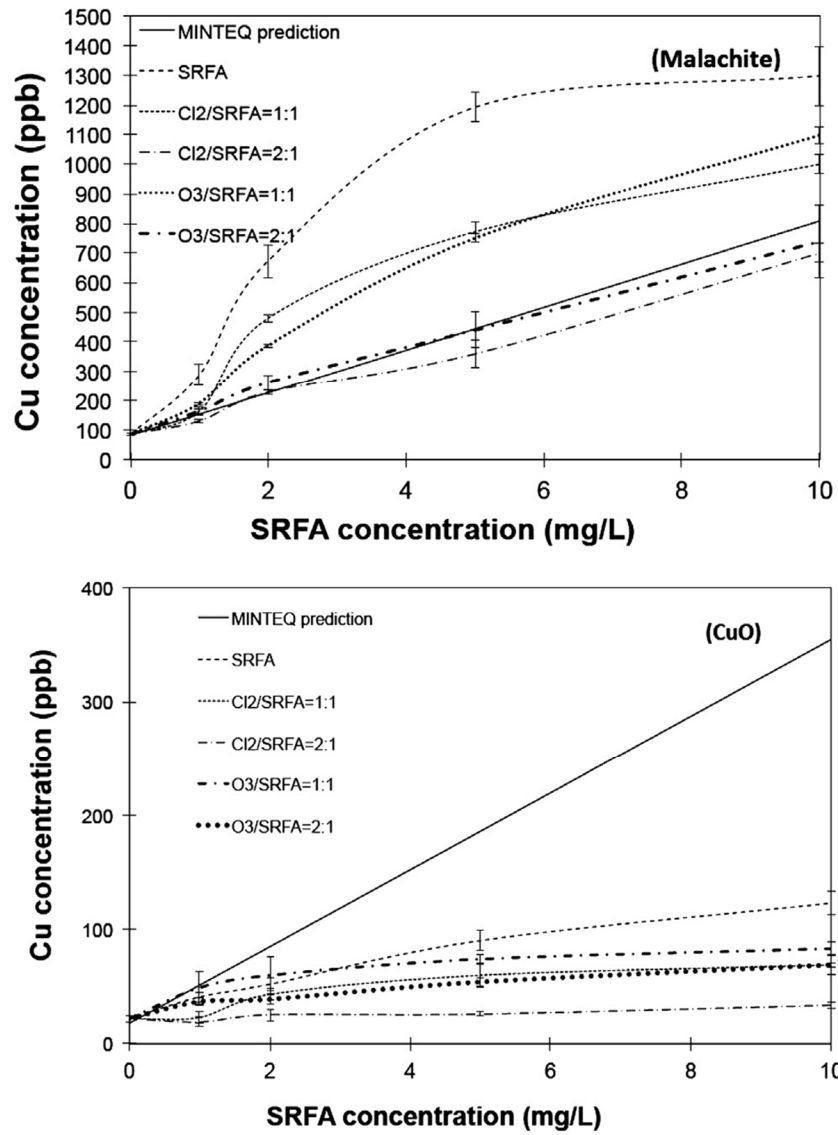 1500
1400
1300
1200
1100
1000
900
800
700
600
500
400
300
200
100
0
Cu concentration (ppb)
MINTEQ prediction
SRFA
Cl2/SRFA=1:1
Cl2/SRFA=2:1
O3/SRFA=1:1
O3/SRFA=2:1
(Malachite)
0 2 4 6 8 10
SRFA concentration (mg/L)
400
300
200
100
0
Cu concentration (ppb)
MINTEQ prediction
SRFA
Cl2/SRFA=1:1
Cl2/SRFA=2:1
O3/SRFA=1:1
O3/SRFA=2:1
(CuO)
0 2 4 6 8 10
SRFA concentration (mg/L)